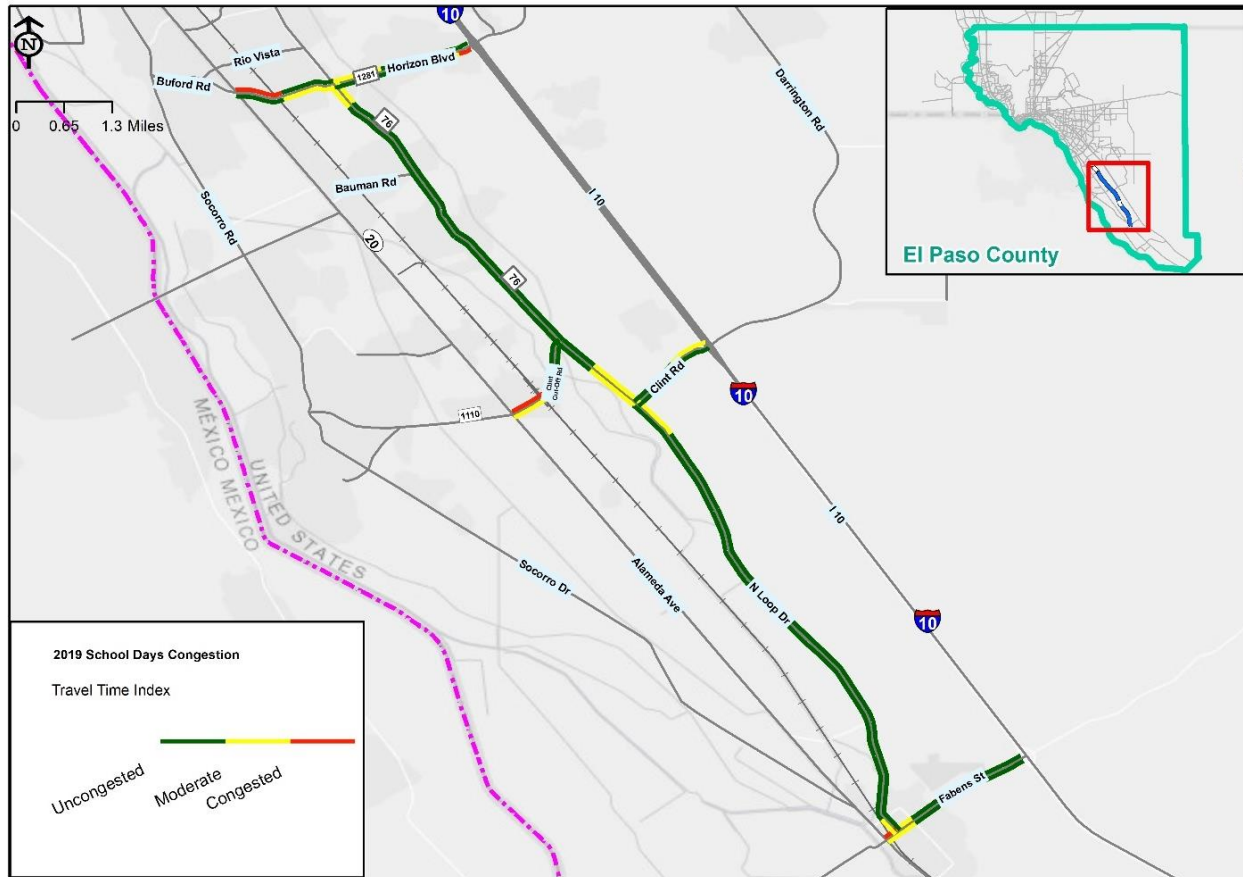 N
0 0.65 1.3 Miles
10
Rio Vista
Buford Rd
1281
Horizon Blvd
Darrington Rd
76
Bauman Rd
I 10
Socorro Rd
20
76
Clint Cut-Off Rd
Clint Rd
10
1110
MÉXICO MEXICO
UNITED STATES
I 10
Socorro Dr
Alameda Ave
N Loop Dr
10
Fabens St
El Paso County
2019 School Days Congestion
Travel Time Index
Uncongested
Moderate
Congested